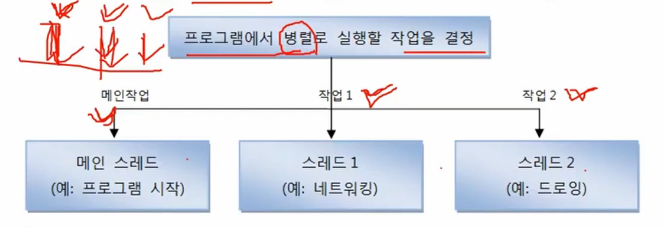 프로그램에서 병렬로 실행할 작업을 결정
메인작업
작업 1
작업 2
메인 스레드
(예: 프로그램 시작)
스레드 1
(예: 네트워킹)
스레드 2
(예: 드로잉)